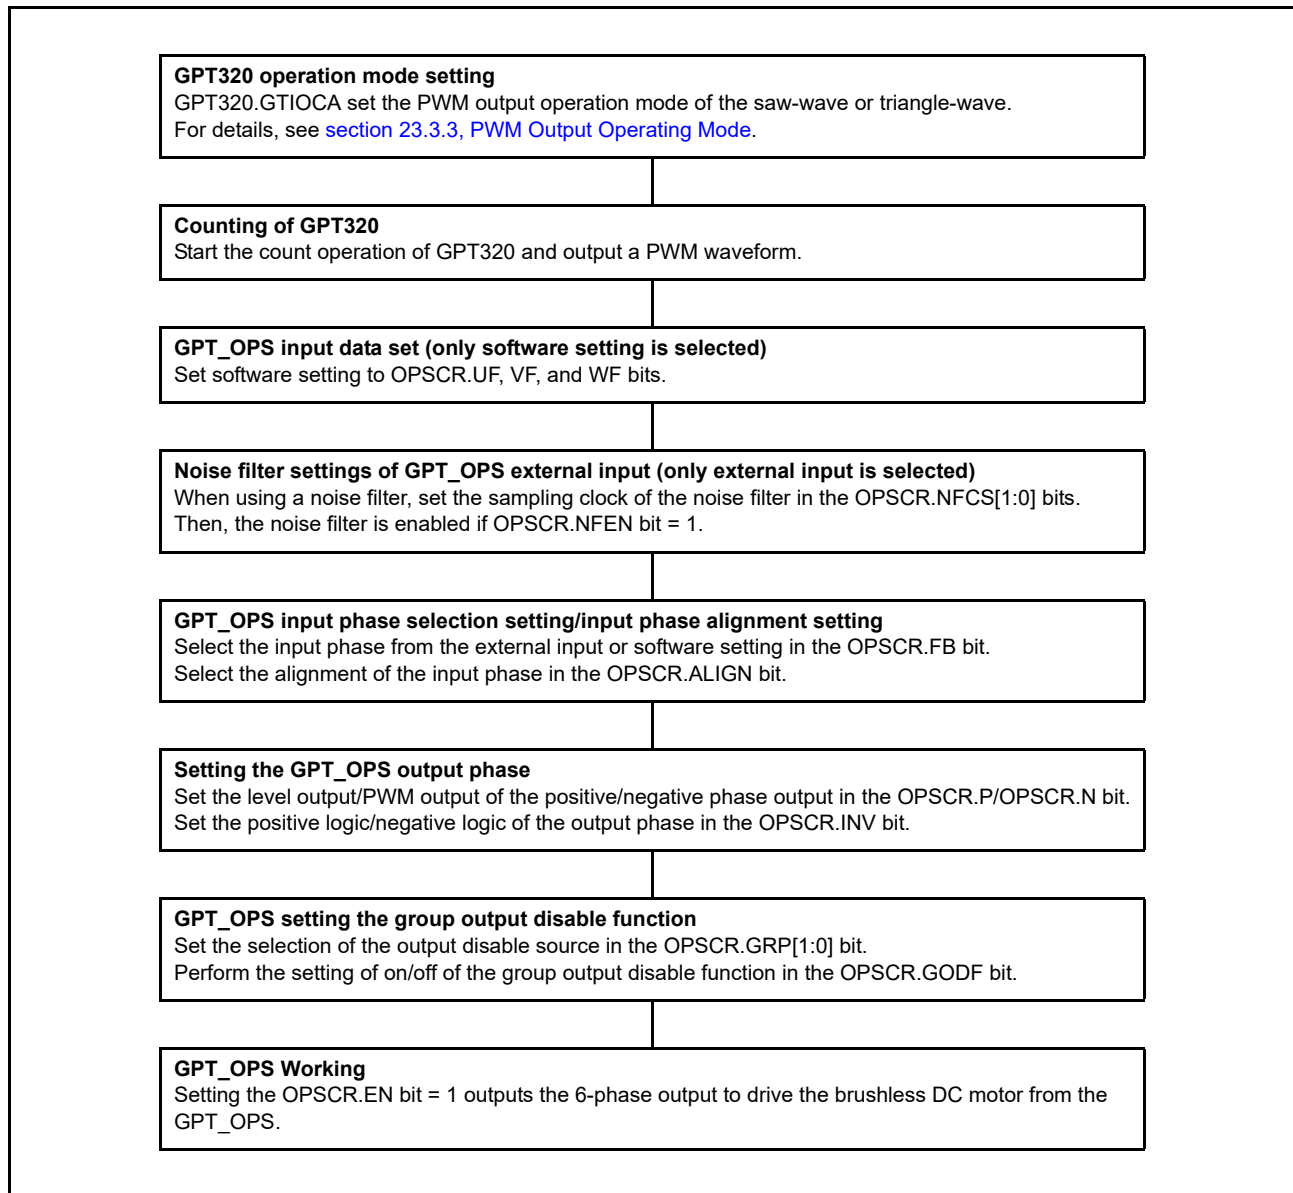 GPT320 operation mode setting
GPT320.GTIOCA set the PWM output operation mode of the saw-wave or triangle-wave.
For details, see section 23.3.3, PWM Output Operating Mode.
Counting of GPT320
Start the count operation of GPT320 and output a PWM waveform.
GPT_OPS input data set (only software setting is selected)
Set software setting to OPSCR.UF, VF, and WF bits.
Noise filter settings of GPT_OPS external input (only external input is selected)
When using a noise filter, set the sampling clock of the noise filter in the OPSCR.NFCS[1:0] bits.
Then, the noise filter is enabled if OPSCR.NFEN bit = 1.
GPT_OPS input phase selection setting/input phase alignment setting
Select the input phase from the external input or software setting in the OPSCR.FB bit.
Select the alignment of the input phase in the OPSCR.ALIGN bit.
Setting the GPT_OPS output phase
Set the level output/PWM output of the positive/negative phase output in the OPSCR.P/OPSCR.N bit.
Set the positive logic/negative logic of the output phase in the OPSCR.INV bit.
GPT_OPS setting the group output disable function
Set the selection of the output disable source in the OPSCR.GRP[1:0] bit.
Perform the setting of on/off of the group output disable function in the OPSCR.GODF bit.
GPT_OPS Working
Setting the OPSCR.EN bit = 1 outputs the 6-phase output to drive the brushless DC motor from the
GPT_OPS.